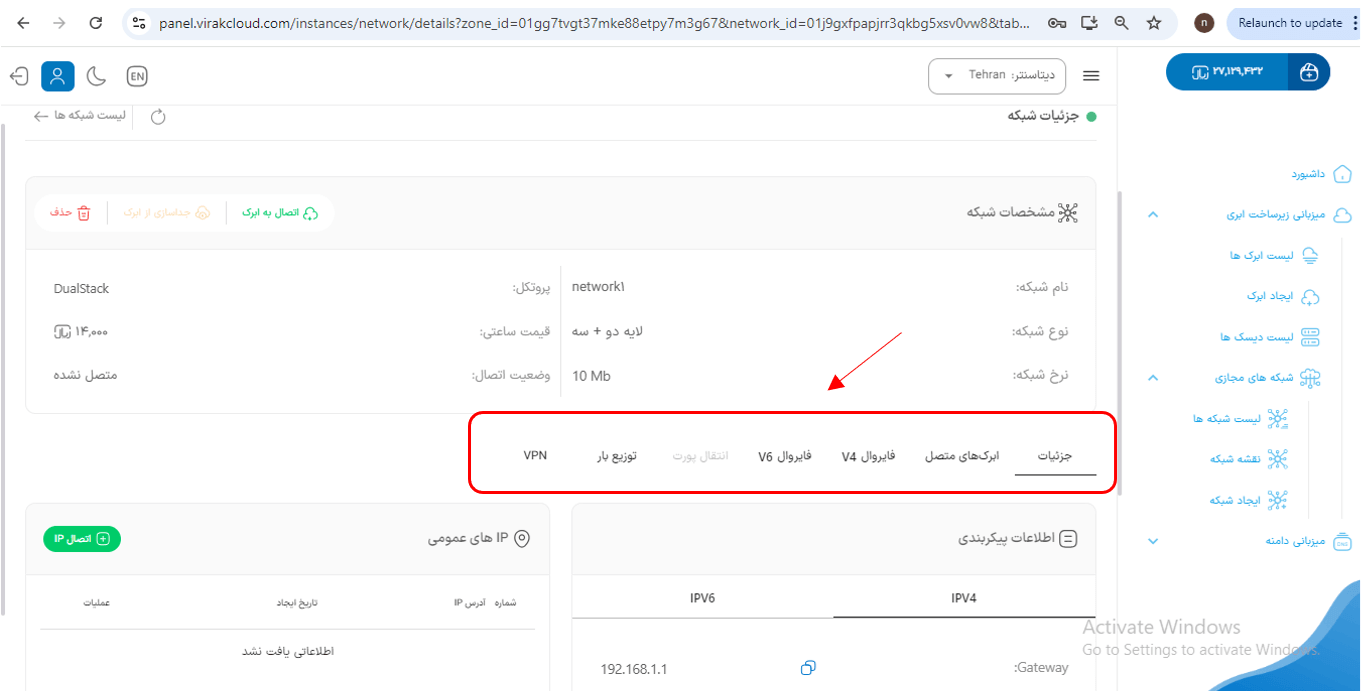 panel.virakcloud.com/instances/network/details?zone_id=01gg7tvgt37mke88etpy7m3g67&network_id=01j9gxfpapjrr3qkbg5xsv0vw8&tab...
n
Relaunch to update
۲۷,۱۲۹,۴۳۲
دیتاسنتر: Tehran
EN
جزئیات شبکه
لیست شبکه ها
داشبورد
میزبانی زیرساخت ابری
لیست ابرک ها
ایجاد ابرک
لیست دیسک ها
شبکه های مجازی
لیست شبکه ها
نقشه شبکه
ایجاد شبکه
میزبانی دامنه
مشخصات شبکه
اتصال به ابرک
جداسازی از ابرک
حذف
نام شبکه: network۱
پروتکل: DualStack
نوع شبکه: لایه دو + سه
قیمت ساعتی: ۱۴,۰۰۰
نرخ شبکه: 10 Mb
وضعیت اتصال: متصل نشده
جزئیات
ابرک‌های متصل
فایروال V4
فایروال V6
انتقال پورت
توزیع بار
VPN
اطلاعات پیکربندی
IPV4
IPV6
Gateway:
192.168.1.1
IP های عمومی
اتصال IP
شماره
آدرس IP
تاریخ ایجاد
عملیات
اطلاعاتی یافت نشد
Activate Windows
Go to Settings to activate Windows.